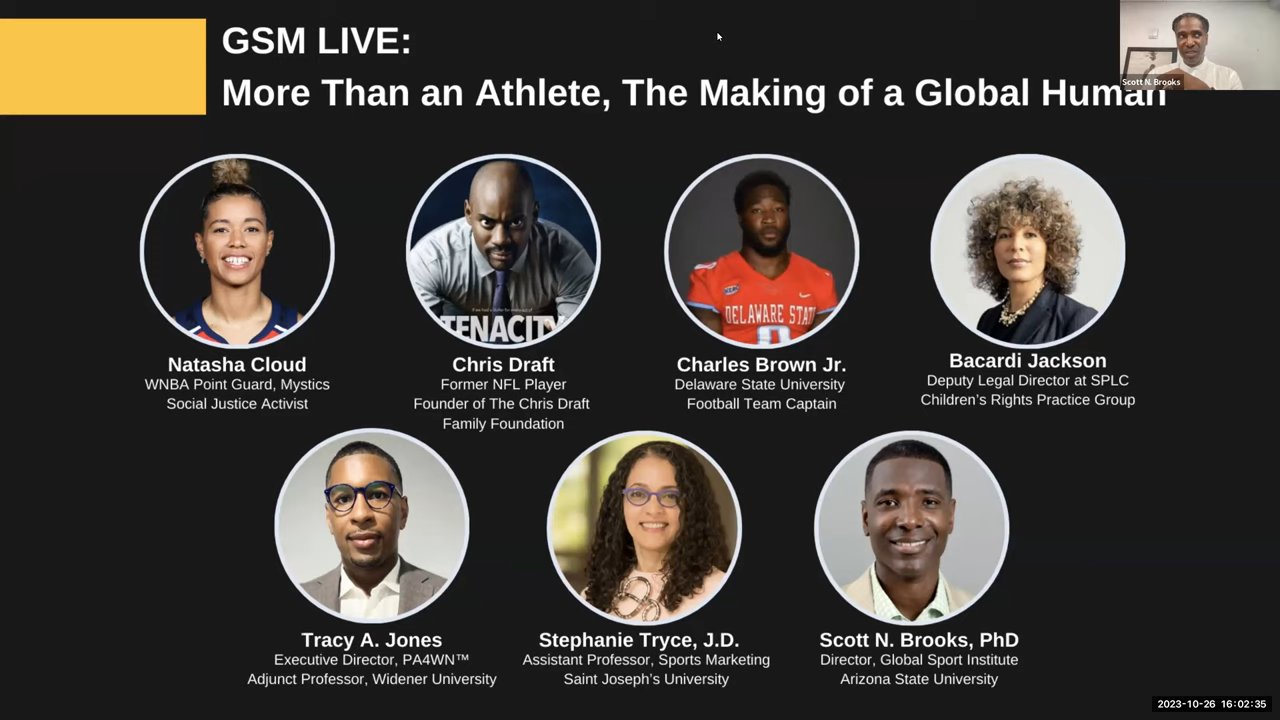 GSM LIVE:
More Than an Athlete, The Making of a Global Human
Scott N. Brooks
TENACITY
DELAWARE STATE
Natasha Cloud
WNBA Point Guard, Mystics
Social Justice Activist
Chris Draft
Former NFL Player
Founder of The Chris Draft
Family Foundation
Charles Brown Jr.
Delaware State University
Football Team Captain
Bacardi Jackson
Deputy Legal Director at SPLC
Children's Rights Practice Group
Tracy A. Jones
Executive Director, PA4WN™
Adjunct Professor, Widener University
Stephanie Tryce, J.D.
Assistant Professor, Sports Marketing
Saint Joseph's University
Scott N. Brooks, PhD
Director, Global Sport Institute
Arizona State University
2023-10-26 16:02:35